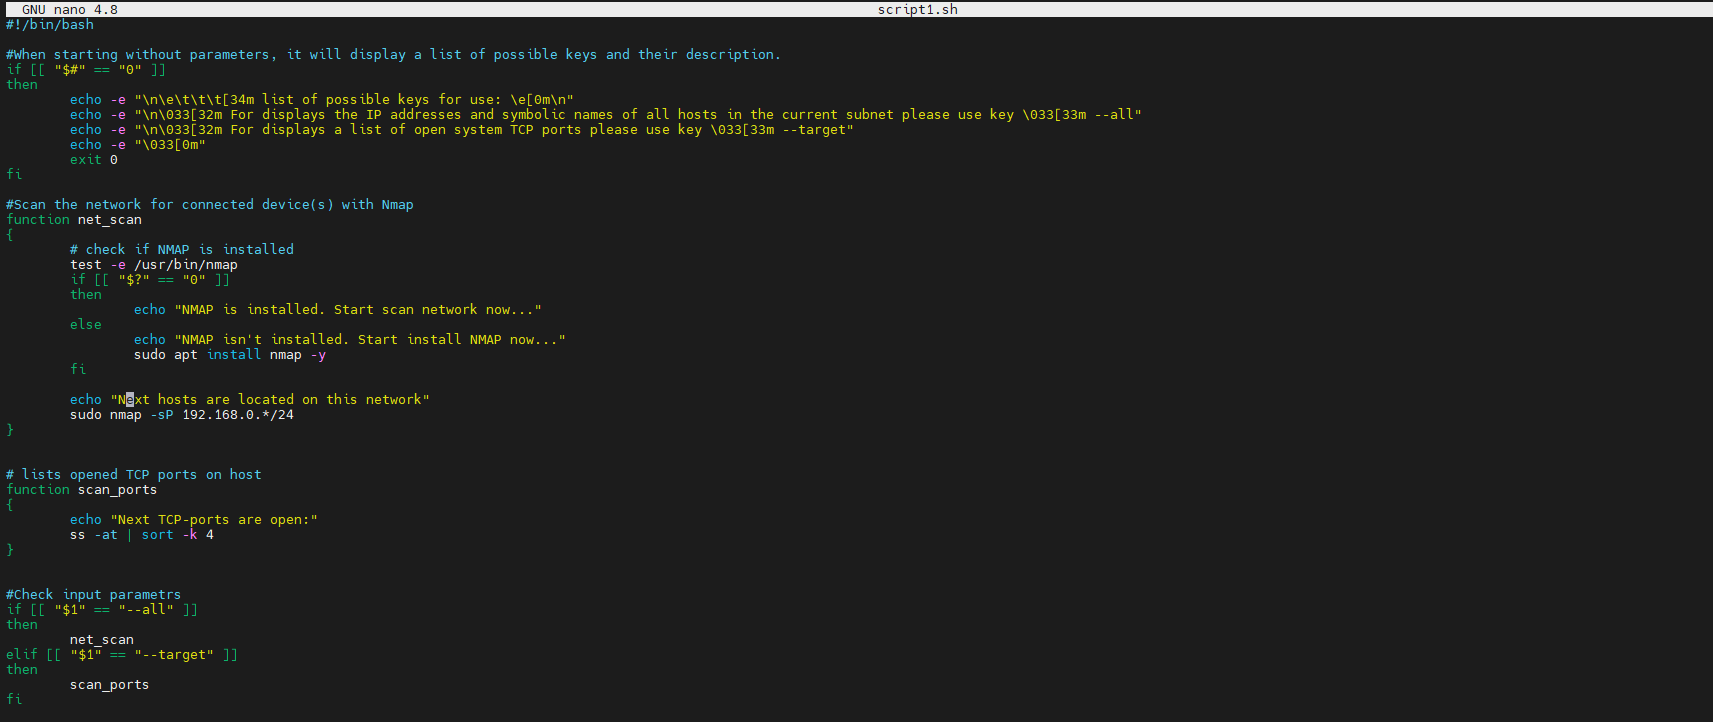 GNU nano 4.8 script1.sh
#!/bin/bash
#When starting without parameters, it will display a list of possible keys and their description.
if [[ "$#" == "0" ]]
then
echo -e "\n\e\t\t\t[34m list of possible keys for use: \e[0m\n"
echo -e "\n\033[32m For displays the IP addresses and symbolic names of all hosts in the current subnet please use key \033[33m --all"
echo -e "\n\033[32m For displays a list of open system TCP ports please use key \033[33m --target"
echo -e "\033[0m"
exit 0
fi
#Scan the network for connected device(s) with Nmap
function net_scan
{
# check if NMAP is installed
test -e /usr/bin/nmap
if [[ "$?" == "0" ]]
then
echo "NMAP is installed. Start scan network now..."
else
echo "NMAP isn't installed. Start install NMAP now..."
sudo apt install nmap -y
fi
echo "Next hosts are located on this network"
sudo nmap -sP 192.168.0.*/24
}
# lists opened TCP ports on host
function scan_ports
{
echo "Next TCP-ports are open:"
ss -at | sort -k 4
}
#Check input parametrs
if [[ "$1" == "--all" ]]
then
net_scan
elif [[ "$1" == "--target" ]]
then
scan_ports
fi